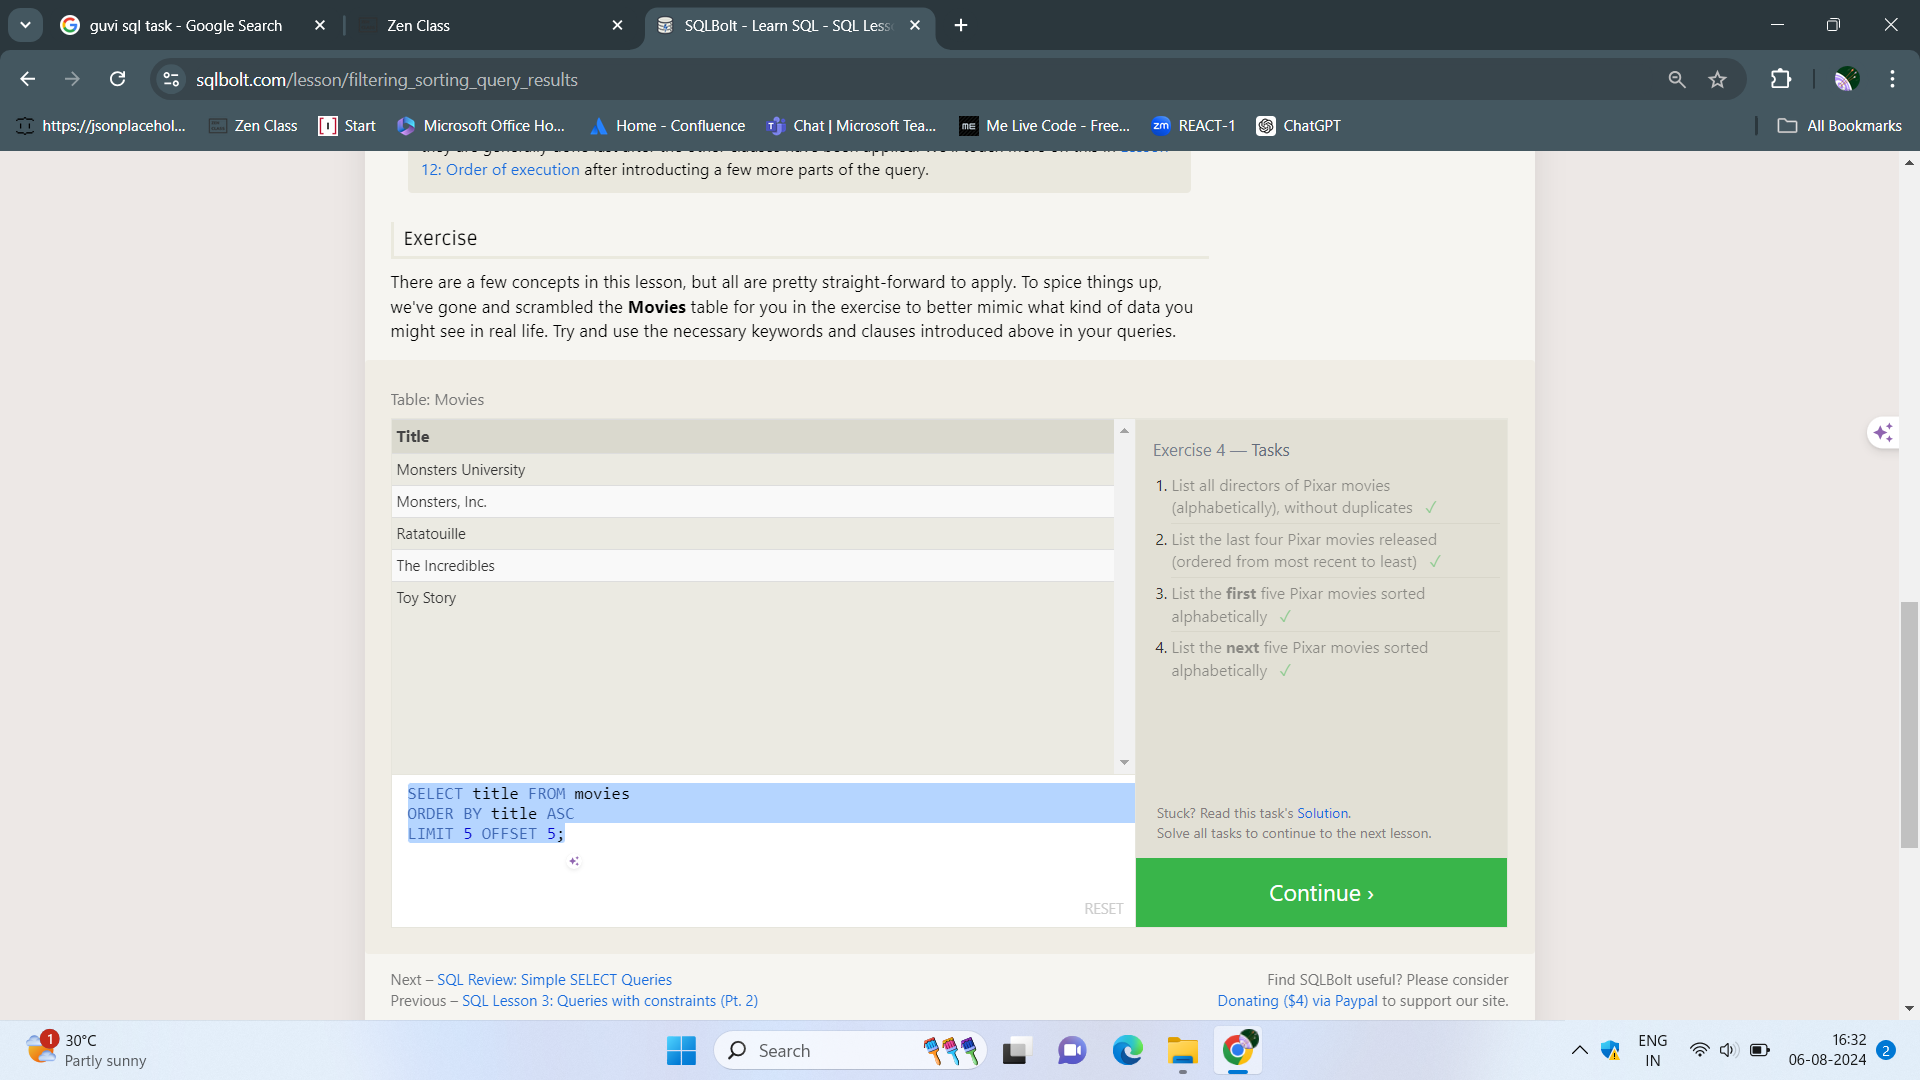 guvi sql task - Google Search
Zen Class
SQLBolt - Learn SQL - SQL Less
sqlbolt.com/lesson/filtering_sorting_query_results
https://jsonplacehol...
Zen Class
Start
Microsoft Office Ho...
Home - Confluence
Chat | Microsoft Tea...
Me Live Code - Free...
REACT-1
ChatGPT
All Bookmarks
12: Order of execution after introducting a few more parts of the query.
Exercise
There are a few concepts in this lesson, but all are pretty straight-forward to apply. To spice things up,
we've gone and scrambled the Movies table for you in the exercise to better mimic what kind of data you
might see in real life. Try and use the necessary keywords and clauses introduced above in your queries.
Table: Movies
Title
Monsters University
Monsters, Inc.
Ratatouille
The Incredibles
Toy Story
SELECT title FROM movies
ORDER BY title ASC
LIMIT 5 OFFSET 5;
RESET
Exercise 4 — Tasks
1. List all directors of Pixar movies
(alphabetically), without duplicates ✓
2. List the last four Pixar movies released
(ordered from most recent to least) ✓
3. List the first five Pixar movies sorted
alphabetically ✓
4. List the next five Pixar movies sorted
alphabetically ✓
Stuck? Read this task's Solution.
Solve all tasks to continue to the next lesson.
Continue ›
Next – SQL Review: Simple SELECT Queries
Previous – SQL Lesson 3: Queries with constraints (Pt. 2)
Find SQLBolt useful? Please consider
Donating ($4) via Paypal to support our site.
1
30°C
Partly sunny
Search
ENG
IN
16:32
06-08-2024
2